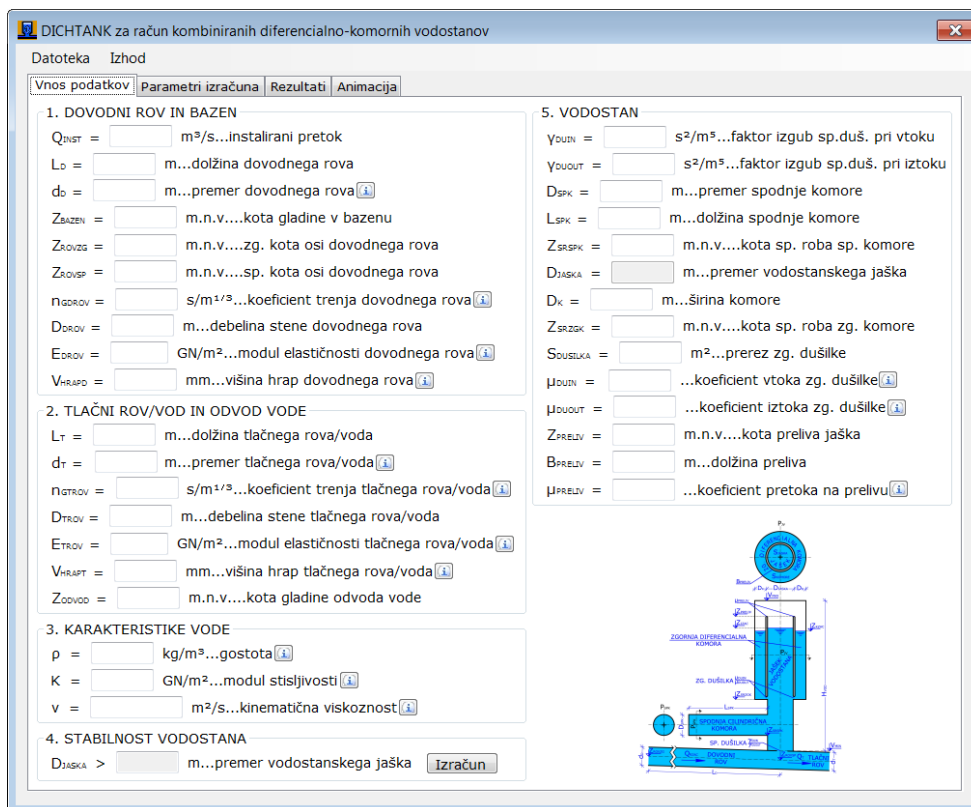 DICHTANK za račun kombiniranih diferencialno-komornih vodostanov
Datoteka Izhod
Vnos podatkov Parametri izračuna Rezultati Animacija
1. DOVODNI ROV IN BAZEN
QINST = m³/s...instalirani pretok
LD = m...dolžina dovodnega rova
dD = m...premer dovodnega rova
ZBAZEN = m.n.v....kota gladine v bazenu
ZROVZG = m.n.v....zg. kota osi dovodnega rova
ZROVSP = m.n.v....sp. kota osi dovodnega rova
nGDROV = s/m¹ᐟ³...koeficient trenja dovodnega rova
DDROV = m...debelina stene dovodnega rova
EDROV = GN/m²...modul elastičnosti dovodnega rova
VHRAPD = mm...višina hrap dovodnega rova
2. TLAČNI ROV/VOD IN ODVOD VODE
LT = m...dolžina tlačnega rova/voda
dT = m...premer tlačnega rova/voda
nGTROV = s/m¹ᐟ³...koeficient trenja tlačnega rova/voda
DTROV = m...debelina stene tlačnega rova/voda
ETROV = GN/m²...modul elastičnosti tlačnega rova/voda
VHRAPT = mm...višina hrap tlačnega rova/voda
ZODVOD = m.n.v....kota gladine odvoda vode
3. KARAKTERISTIKE VODE
ρ = kg/m³...gostota
K = GN/m²...modul stisljivosti
ν = m²/s...kinematična viskoznost
4. STABILNOST VODOSTANA
DJASKA > m...premer vodostanskega jaška Izračun
5. VODOSTAN
γDUIN = s²/m⁵...faktor izgub sp.duš. pri vtoku
γDUOUT = s²/m⁵...faktor izgub sp.duš. pri iztoku
DSPK = m...premer spodnje komore
LSPK = m...dolžina spodnje komore
ZSRSPK = m.n.v....kota sp. roba sp. komore
DJASKA = m...premer vodostanskega jaška
DK = m...širina komore
ZSRZGK = m.n.v....kota sp. roba zg. komore
SDUSILKA = m²...prerez zg. dušilke
μDUIN = ...koeficient vtoka zg. dušilke
μDUOUT = ...koeficient iztoka zg. dušilke
ZPRELIV = m.n.v....kota preliva jaška
BPRELIV = m...dolžina preliva
μPRELIV = ...koeficient pretoka na prelivu
ZGORNJA DIFERENCIALNA
KOMORA
JAŠEK
VODOSTANA
ZG. DUŠILKA
SPODNJA CILINDRIČNA
KOMORA
SP. DUŠILKA
DOVODNI
ROV
TLAČNI
ROV